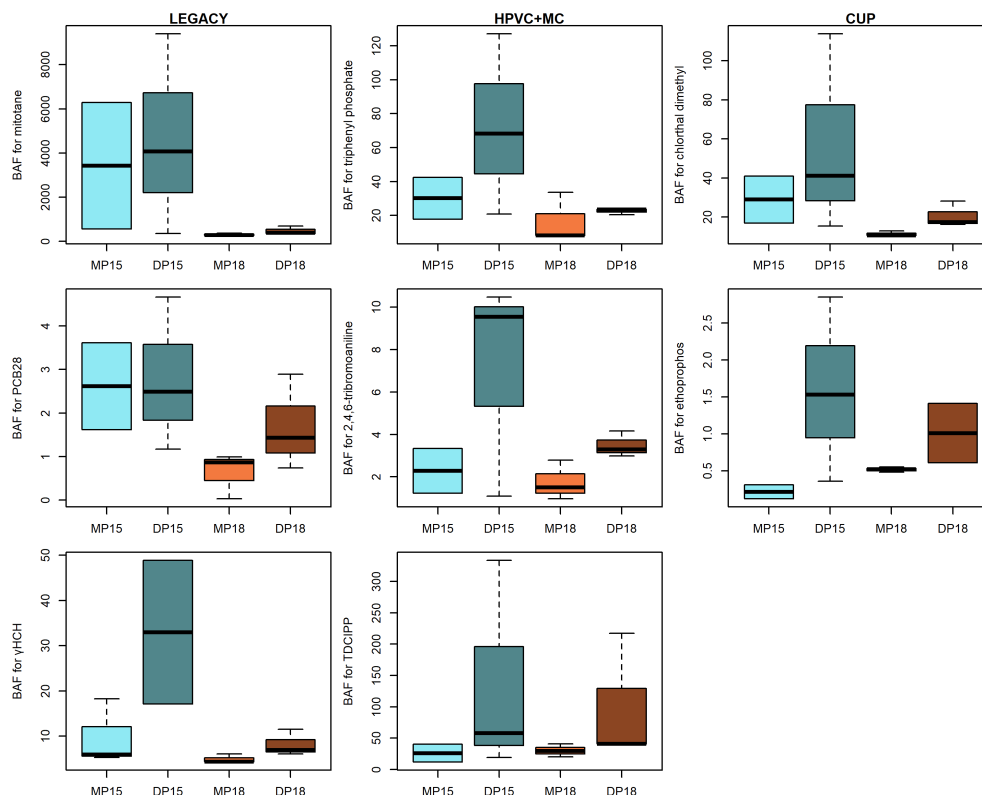 LEGACY
HPVC+MC
CUP
BAF for mitotane
0
2000
4000
6000
8000
MP15 DP15 MP18 DP18
BAF for triphenyl phosphate
20
40
60
80
100
120
MP15 DP15 MP18 DP18
BAF for chlorthal dimethyl
20
40
60
80
100
MP15 DP15 MP18 DP18
BAF for PCB28
0
1
2
3
4
MP15 DP15 MP18 DP18
BAF for 2,4,6-tribromoaniline
2
4
6
8
10
MP15 DP15 MP18 DP18
BAF for ethoprophos
0.5
1.0
1.5
2.0
2.5
MP15 DP15 MP18 DP18
BAF for γHCH
10
20
30
40
50
MP15 DP15 MP18 DP18
BAF for TDCIPP
0
50
100
150
200
250
300
MP15 DP15 MP18 DP18